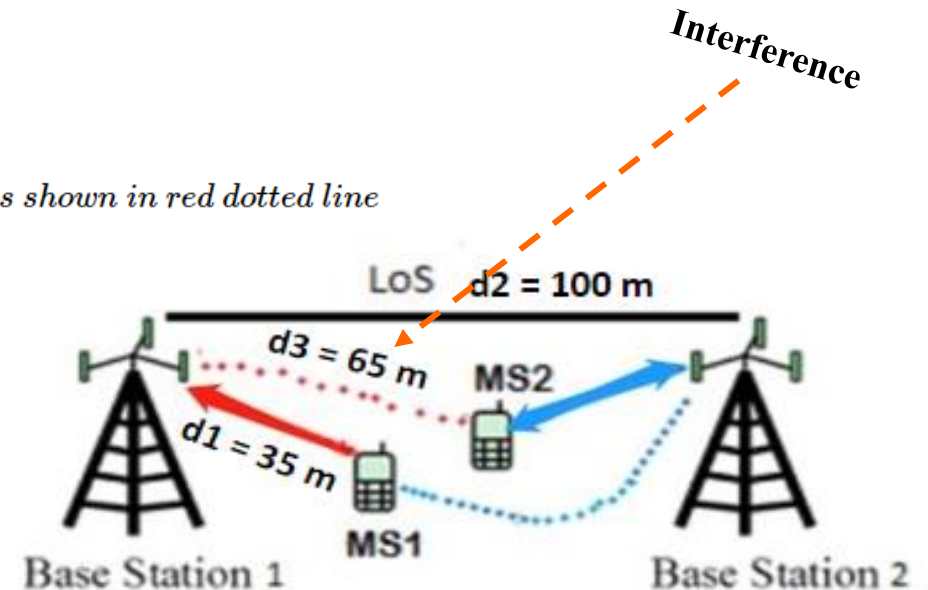 Interference
s shown in red dotted line
LoS d2 = 100 m
d3 = 65 m
MS2
d1 = 35 m
MS1
Base Station 1
Base Station 2